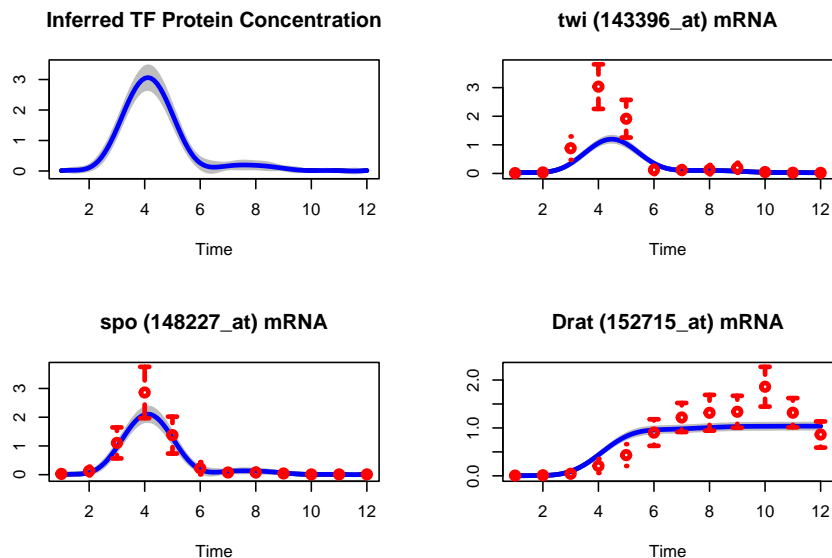 Inferred TF Protein Concentration
3
2
1
0
2 4 6 8 10 12
Time
twi (143396_at) mRNA
3
2
1
0
2 4 6 8 10 12
Time
spo (148227_at) mRNA
3
2
1
0
2 4 6 8 10 12
Time
Drat (152715_at) mRNA
2.0
1.0
0.0
2 4 6 8 10 12
Time